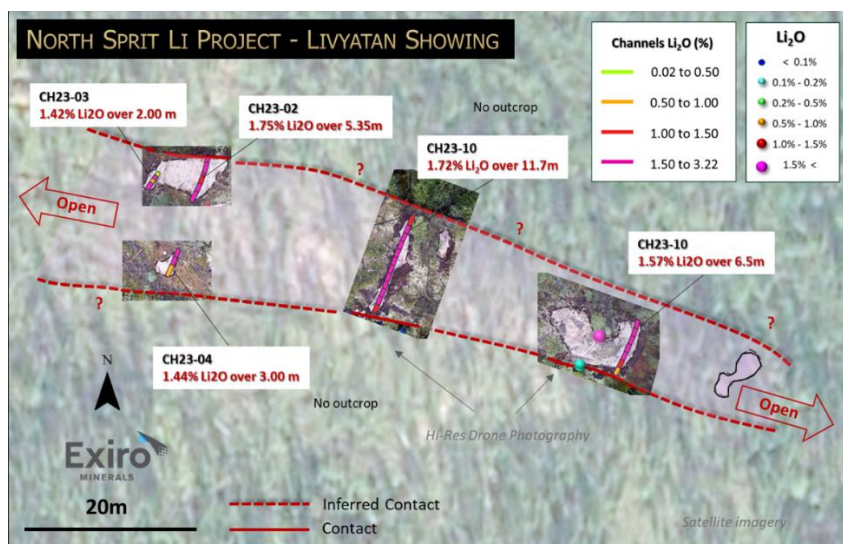 NORTH SPRIT LI PROJECT - LIVYATAN SHOWING
CH23-03
1.42% Li2O over 2.00 m
CH23-02
1.75% Li2O over 5.35m
No outcrop
CH23-10
1.72% Li₂O over 11.7m
Channels Li₂O (%)
0.02 to 0.50
0.50 to 1.00
1.00 to 1.50
1.50 to 3.22
Li₂O
< 0.1%
0.1% - 0.2%
0.2% - 0.5%
0.5% - 1.0%
1.0% - 1.5%
1.5% <
Open
?
?
?
CH23-10
1.57% Li2O over 6.5m
?
?
CH23-04
1.44% Li2O over 3.00 m
N
No outcrop
Hi-Res Drone Photography
Open
Exiro
MINERALS
20m
Inferred Contact
Contact
Satellite imagery